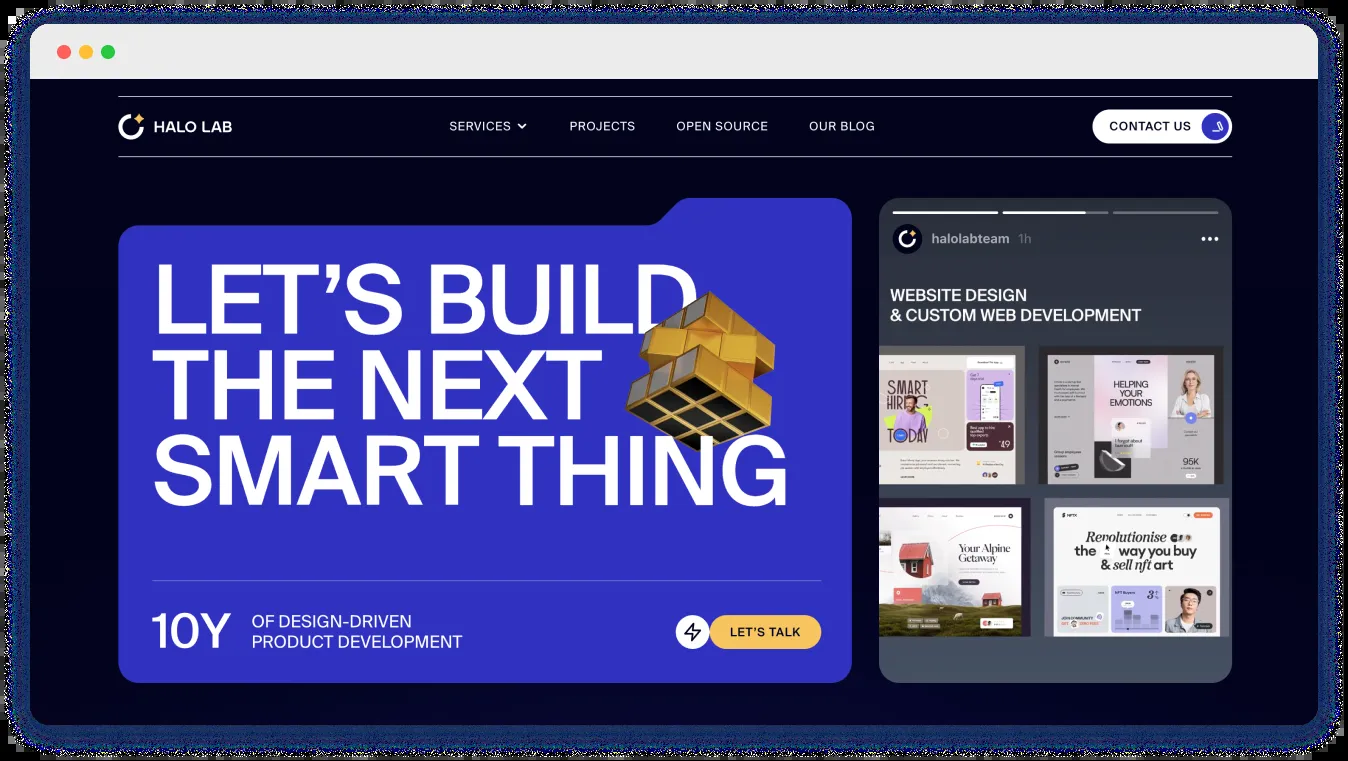 HALO LAB
SERVICES
PROJECTS
OPEN SOURCE
OUR BLOG
CONTACT US
LET’S BUILD
THE NEXT
SMART THING
10Y
OF DESIGN-DRIVEN
PRODUCT DEVELOPMENT
LET’S TALK
halolabteam 1h
WEBSITE DESIGN
& CUSTOM WEB DEVELOPMENT
SMART
TODAY
HELPING
YOUR
EMOTIONS
95K
Your Alpine
Getaway
Revolutionise
the way you buy
& sell nft art